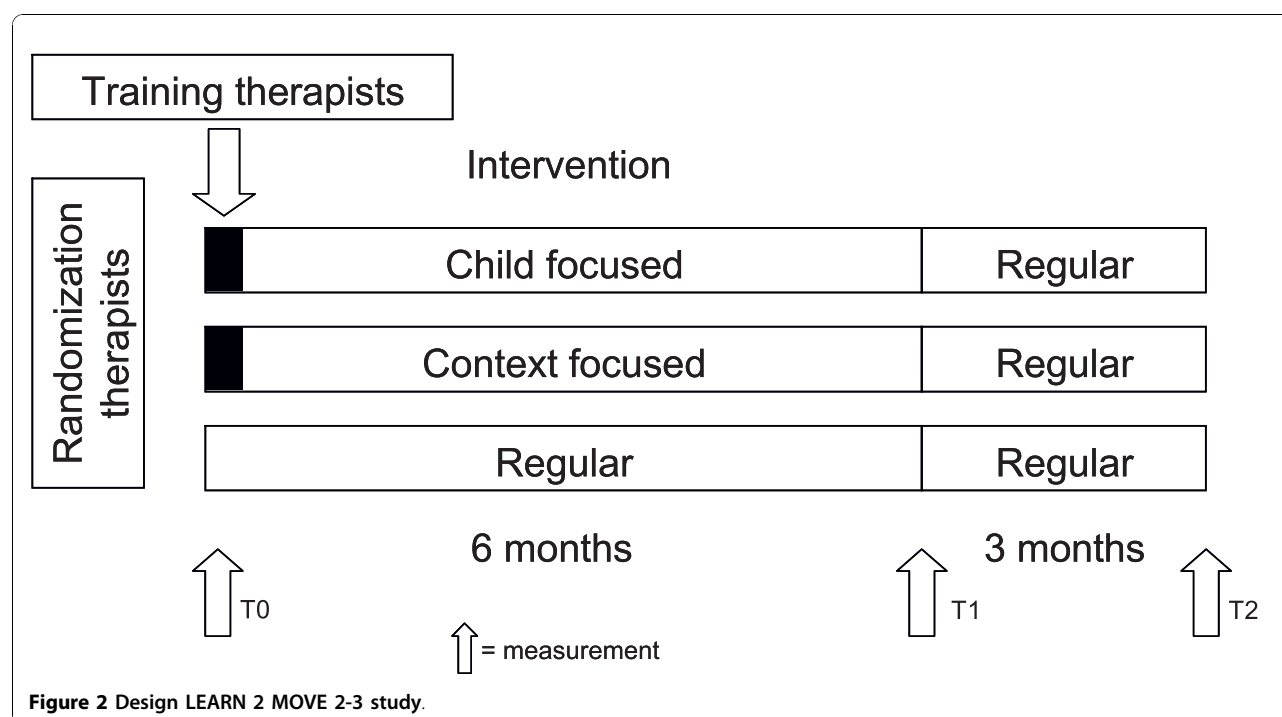 Training therapists
Intervention
Randomization
therapists
Child focused
Regular
Context focused
Regular
Regular
Regular
6 months
3 months
T0
T1
T2
= measurement
Figure 2 Design LEARN 2 MOVE 2-3 study.